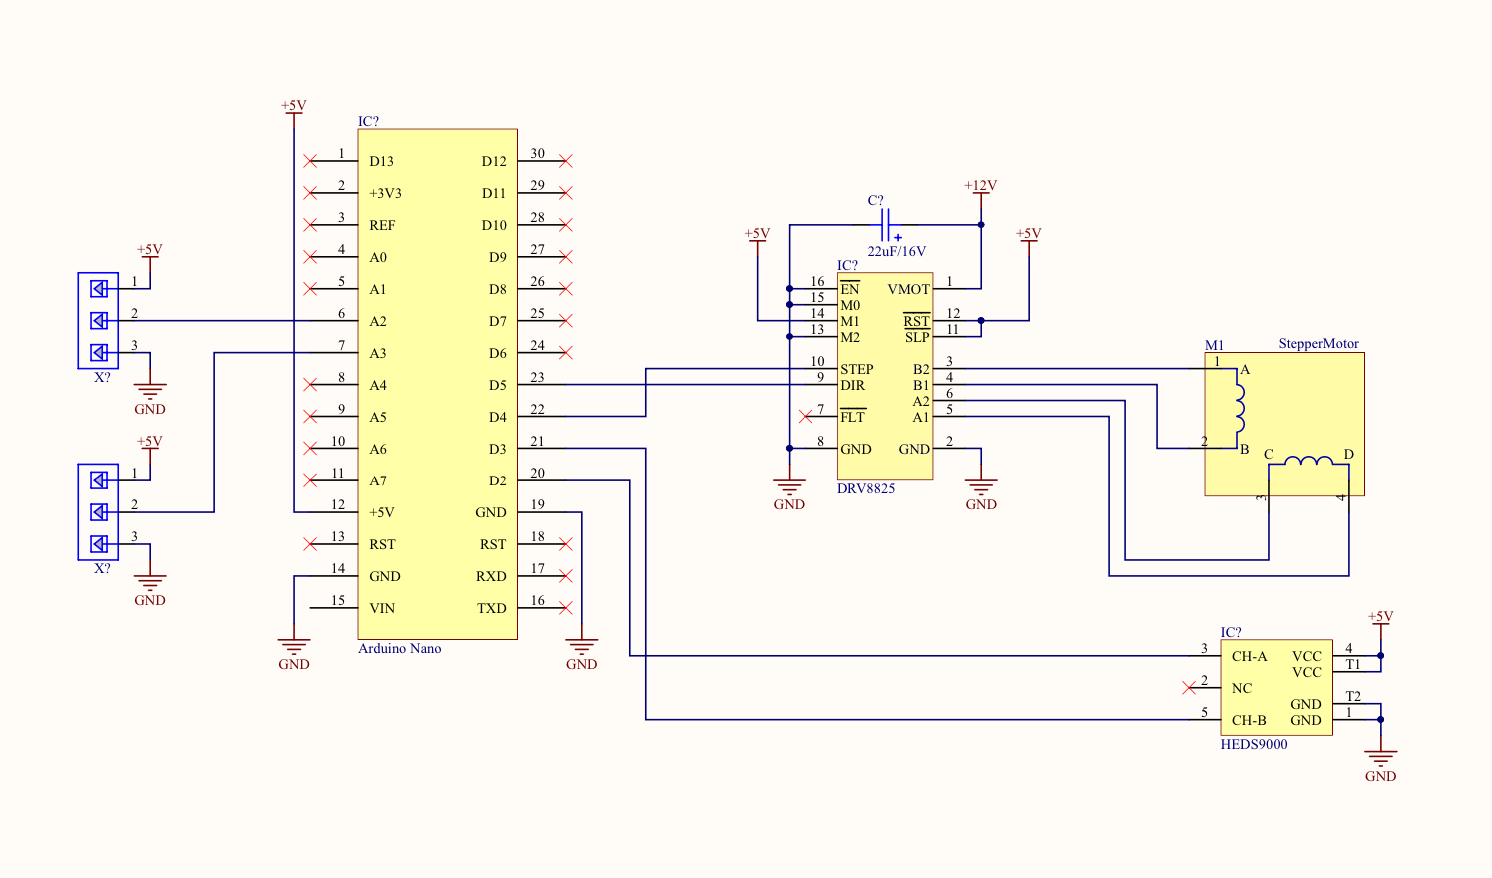 +5V
1
2
3
X?
GND
+5V
1
2
3
X?
GND
+5V
IC?
1 D13 D12 30
2 +3V3 D11 29
3 REF D10 28
4 A0 D9 27
5 A1 D8 26
6 A2 D7 25
7 A3 D6 24
8 A4 D5 23
9 A5 D4 22
10 A6 D3 21
11 A7 D2 20
12 +5V GND 19
13 RST RST 18
14 GND RXD 17
15 VIN TXD 16
Arduino Nano
GND
GND
+12V
C?
+
22uF/16V
+5V
+5V
IC?
16 EN VMOT 1
15 M0
14 M1 RST 12
13 M2 SLP 11
10 STEP B2 3
9 DIR B1 4
A2 6
7 FLT A1 5
8 GND GND 2
DRV8825
GND
GND
M1 StepperMotor
1 A
2 B
C D
3 4
+5V
IC?
3 CH-A VCC 4
VCC T1
2 NC
GND T2
5 CH-B GND 1
HEDS9000
GND